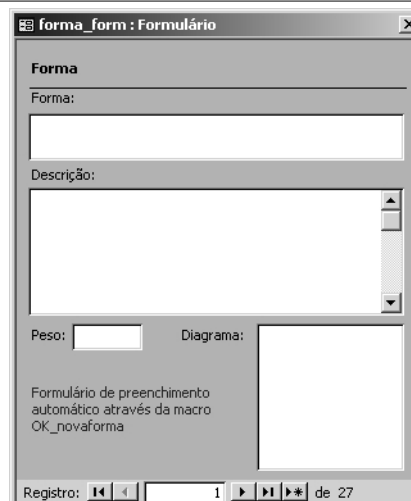 forma_form : Formulário
Forma
Forma:
Descrição:
Peso:
Diagrama:
Formulário de preenchimento
automático através da macro
OK_novaforma
Registro: 1 de 27